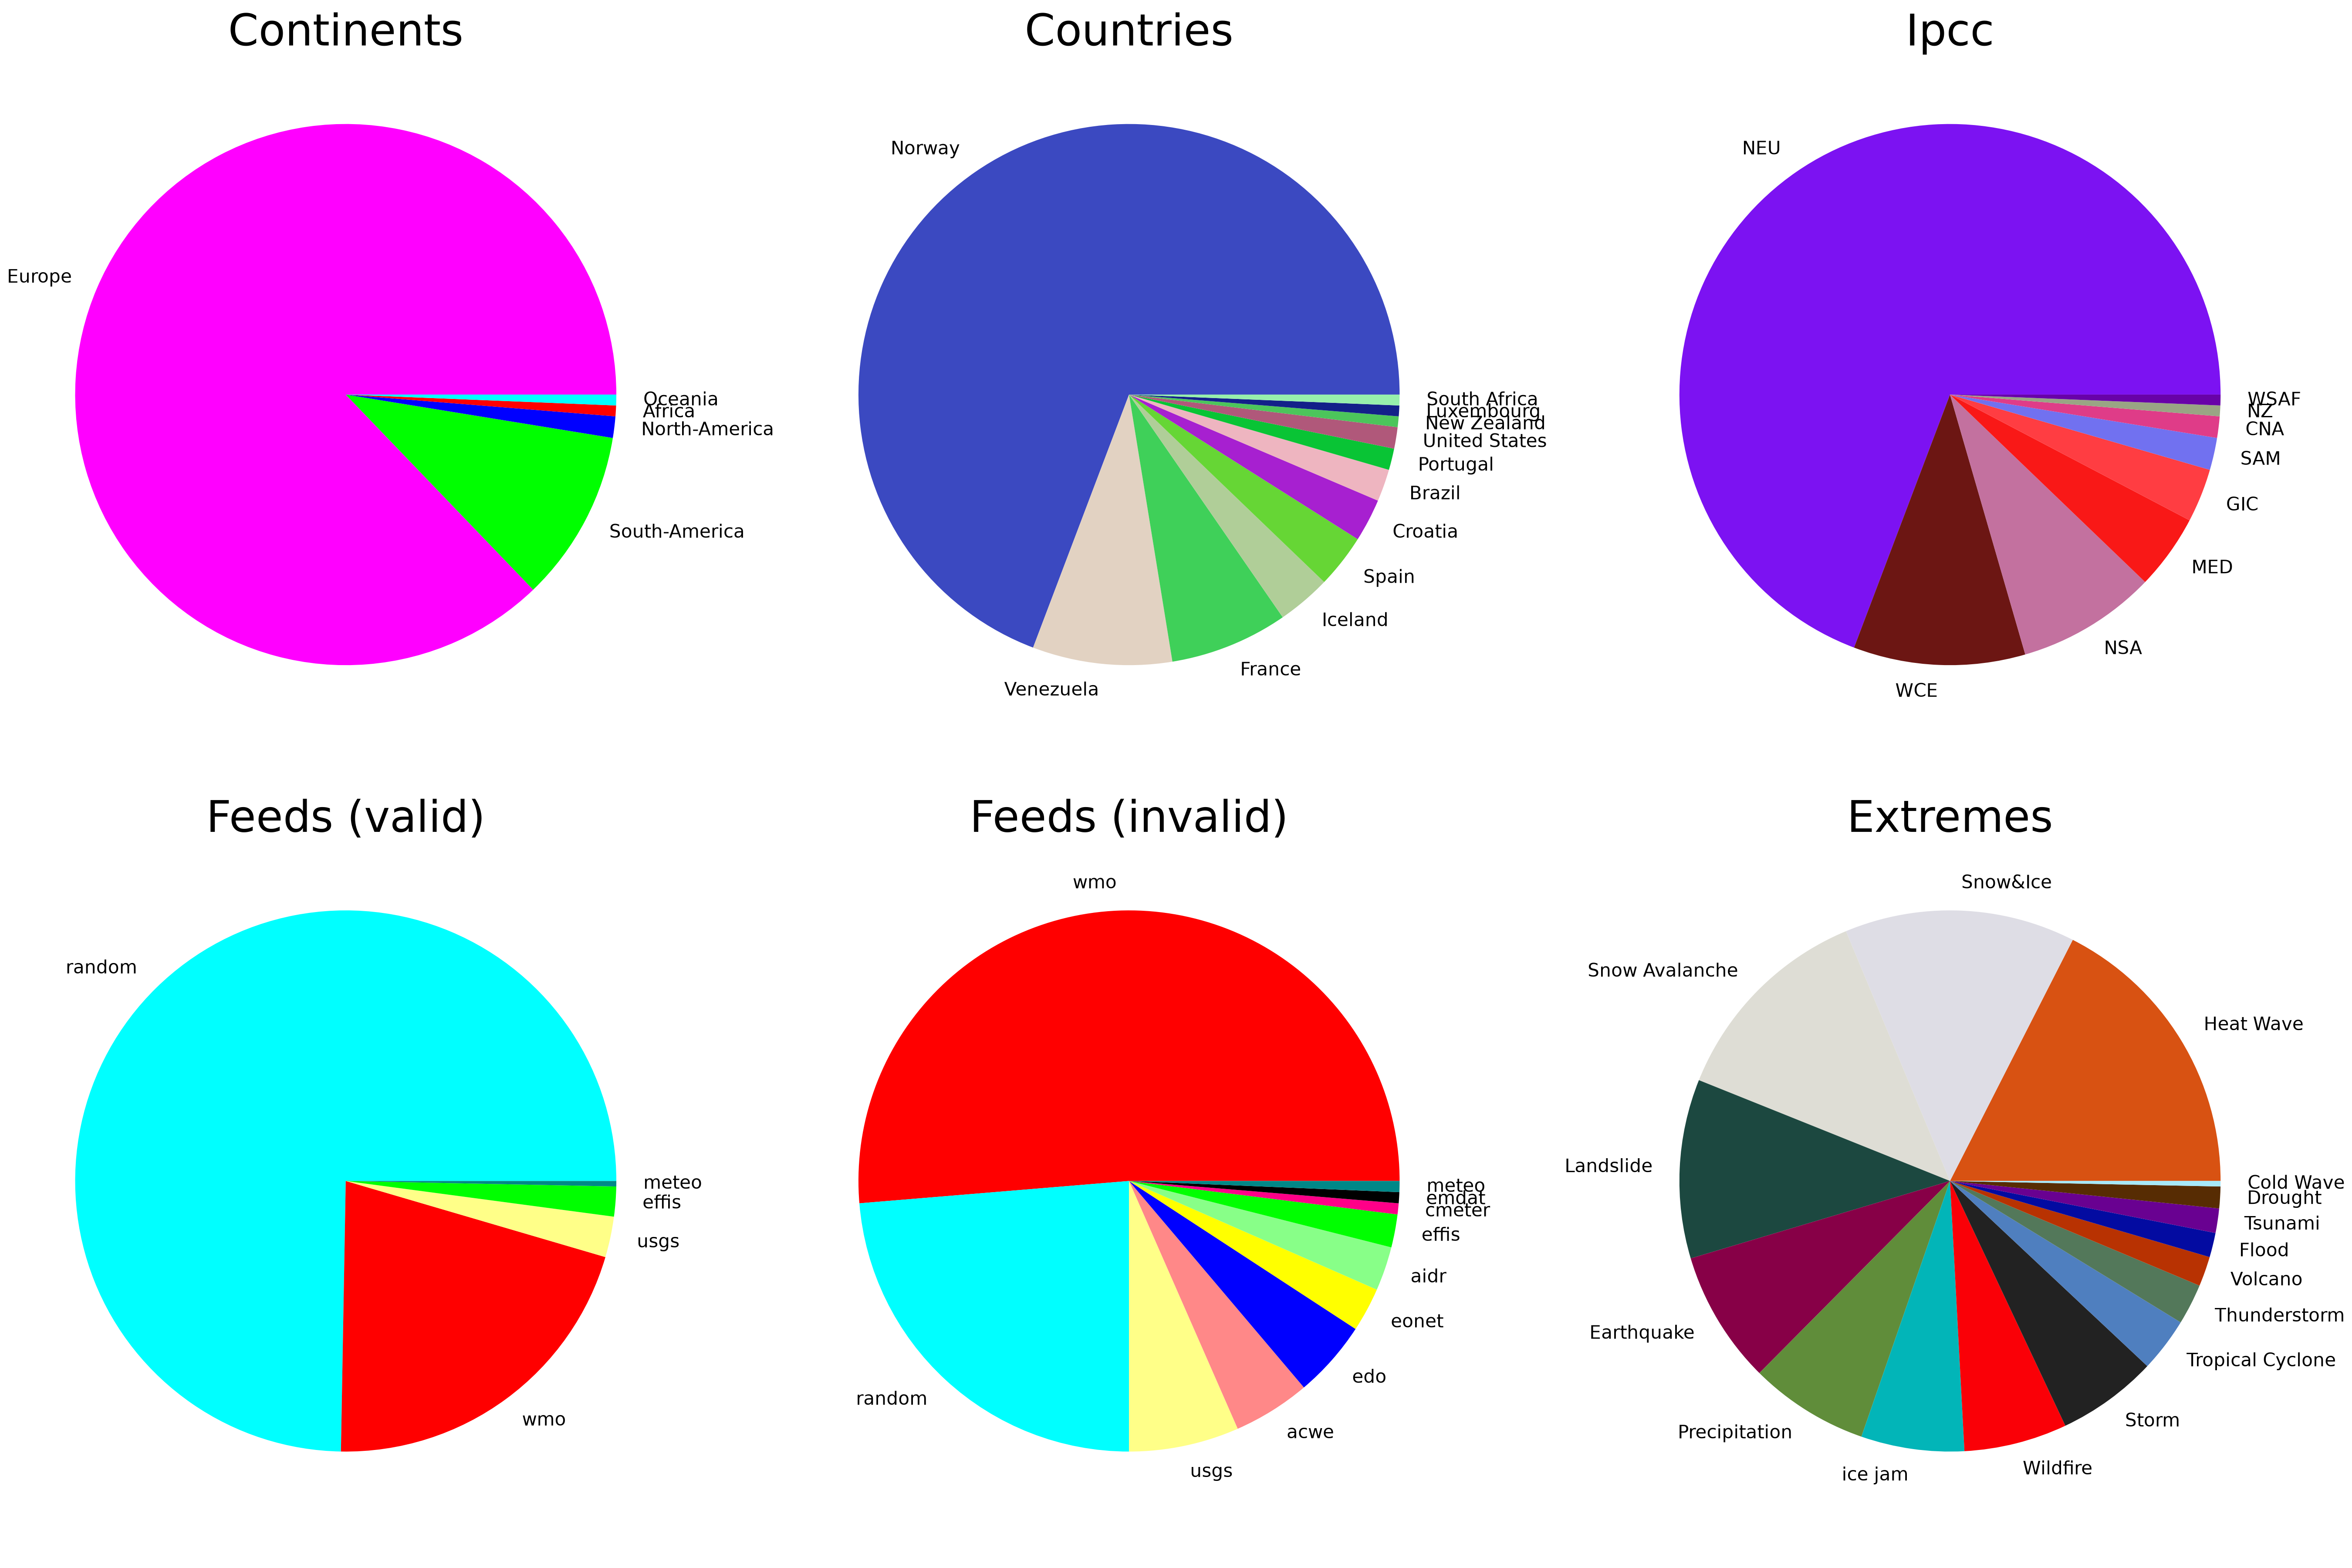 Continents
Europe
Oceania
Africa
North-America
South-America
Countries
Norway
South Africa
Luxembourg
New Zealand
United States
Portugal
Brazil
Croatia
Spain
Iceland
France
Venezuela
Ipcc
NEU
WSAF
NZ
CNA
SAM
GIC
MED
NSA
WCE
Feeds (valid)
random
meteo
effis
usgs
wmo
Feeds (invalid)
wmo
meteo
emdat
cmeter
effis
aidr
eonet
edo
acwe
usgs
random
Extremes
Snow&Ice
Snow Avalanche
Heat Wave
Landslide
Cold Wave
Drought
Tsunami
Flood
Volcano
Thunderstorm
Earthquake
Tropical Cyclone
Storm
Precipitation
Wildfire
ice jam